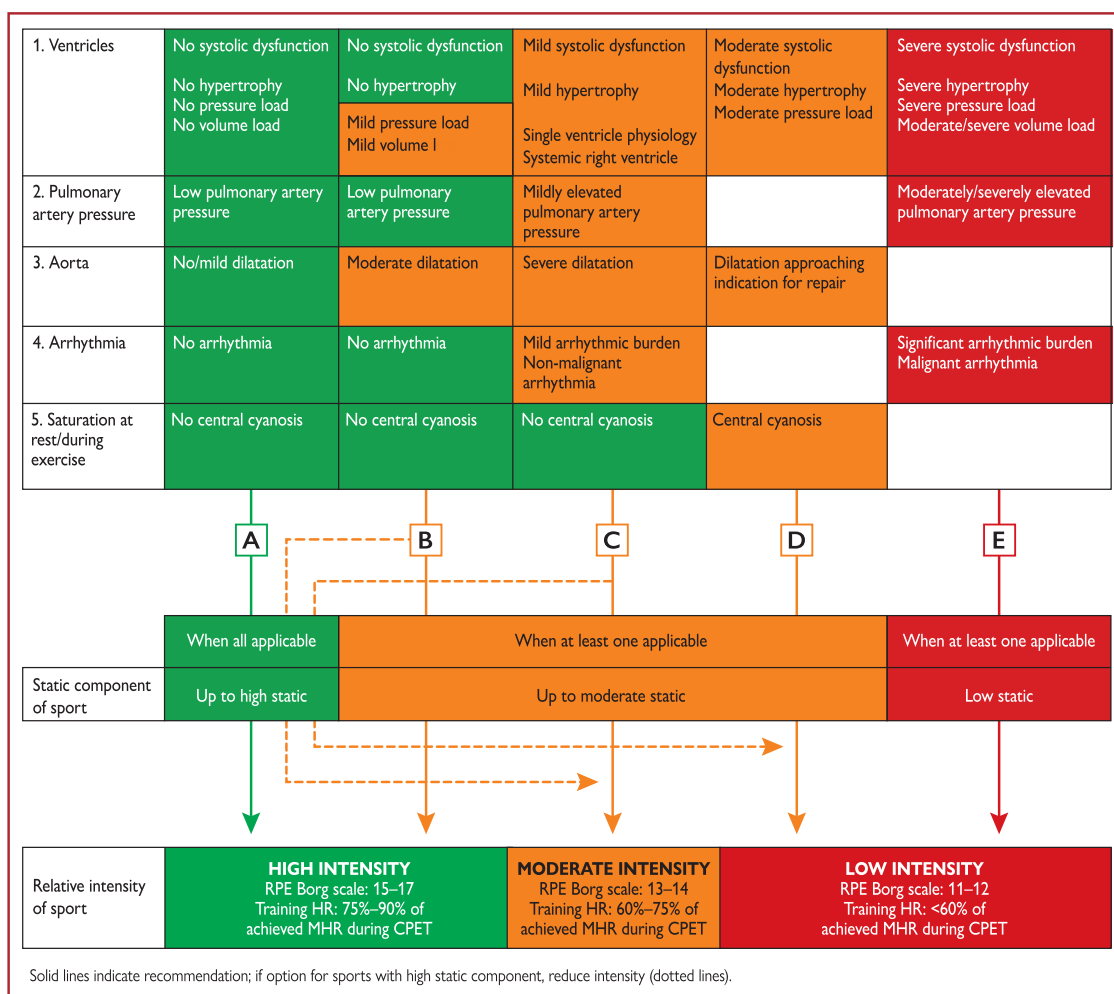 1. Ventricles
No systolic dysfunction
No hypertrophy
No pressure load
No volume load
No systolic dysfunction
No hypertrophy
Mild pressure load
Mild volume l
Mild systolic dysfunction
Mild hypertrophy
Single ventricle physiology
Systemic right ventricle
Moderate systolic
dysfunction
Moderate hypertrophy
Moderate pressure load
Severe systolic dysfunction
Severe hypertrophy
Severe pressure load
Moderate/severe volume load
2. Pulmonary
artery pressure
Low pulmonary artery
pressure
Low pulmonary
artery pressure
Mildly elevated
pulmonary artery
pressure
Moderately/severely elevated
pulmonary artery pressure
3. Aorta
No/mild dilatation
Moderate dilatation
Severe dilatation
Dilatation approaching
indication for repair
4. Arrhythmia
No arrhythmia
No arrhythmia
Mild arrhythmic burden
Non-malignant
arrhythmia
Significant arrhythmic burden
Malignant arrhythmia
5. Saturation at
rest/during
exercise
No central cyanosis
No central cyanosis
No central cyanosis
Central cyanosis
A
B
C
D
E
When all applicable
When at least one applicable
When at least one applicable
Static component
of sport
Up to high static
Up to moderate static
Low static
Relative intensity
of sport
HIGH INTENSITY
RPE Borg scale: 15–17
Training HR: 75%–90% of
achieved MHR during CPET
MODERATE INTENSITY
RPE Borg scale: 13–14
Training HR: 60%–75% of
achieved MHR during CPET
LOW INTENSITY
RPE Borg scale: 11–12
Training HR: <60% of
achieved MHR during CPET
Solid lines indicate recommendation; if option for sports with high static component, reduce intensity (dotted lines).